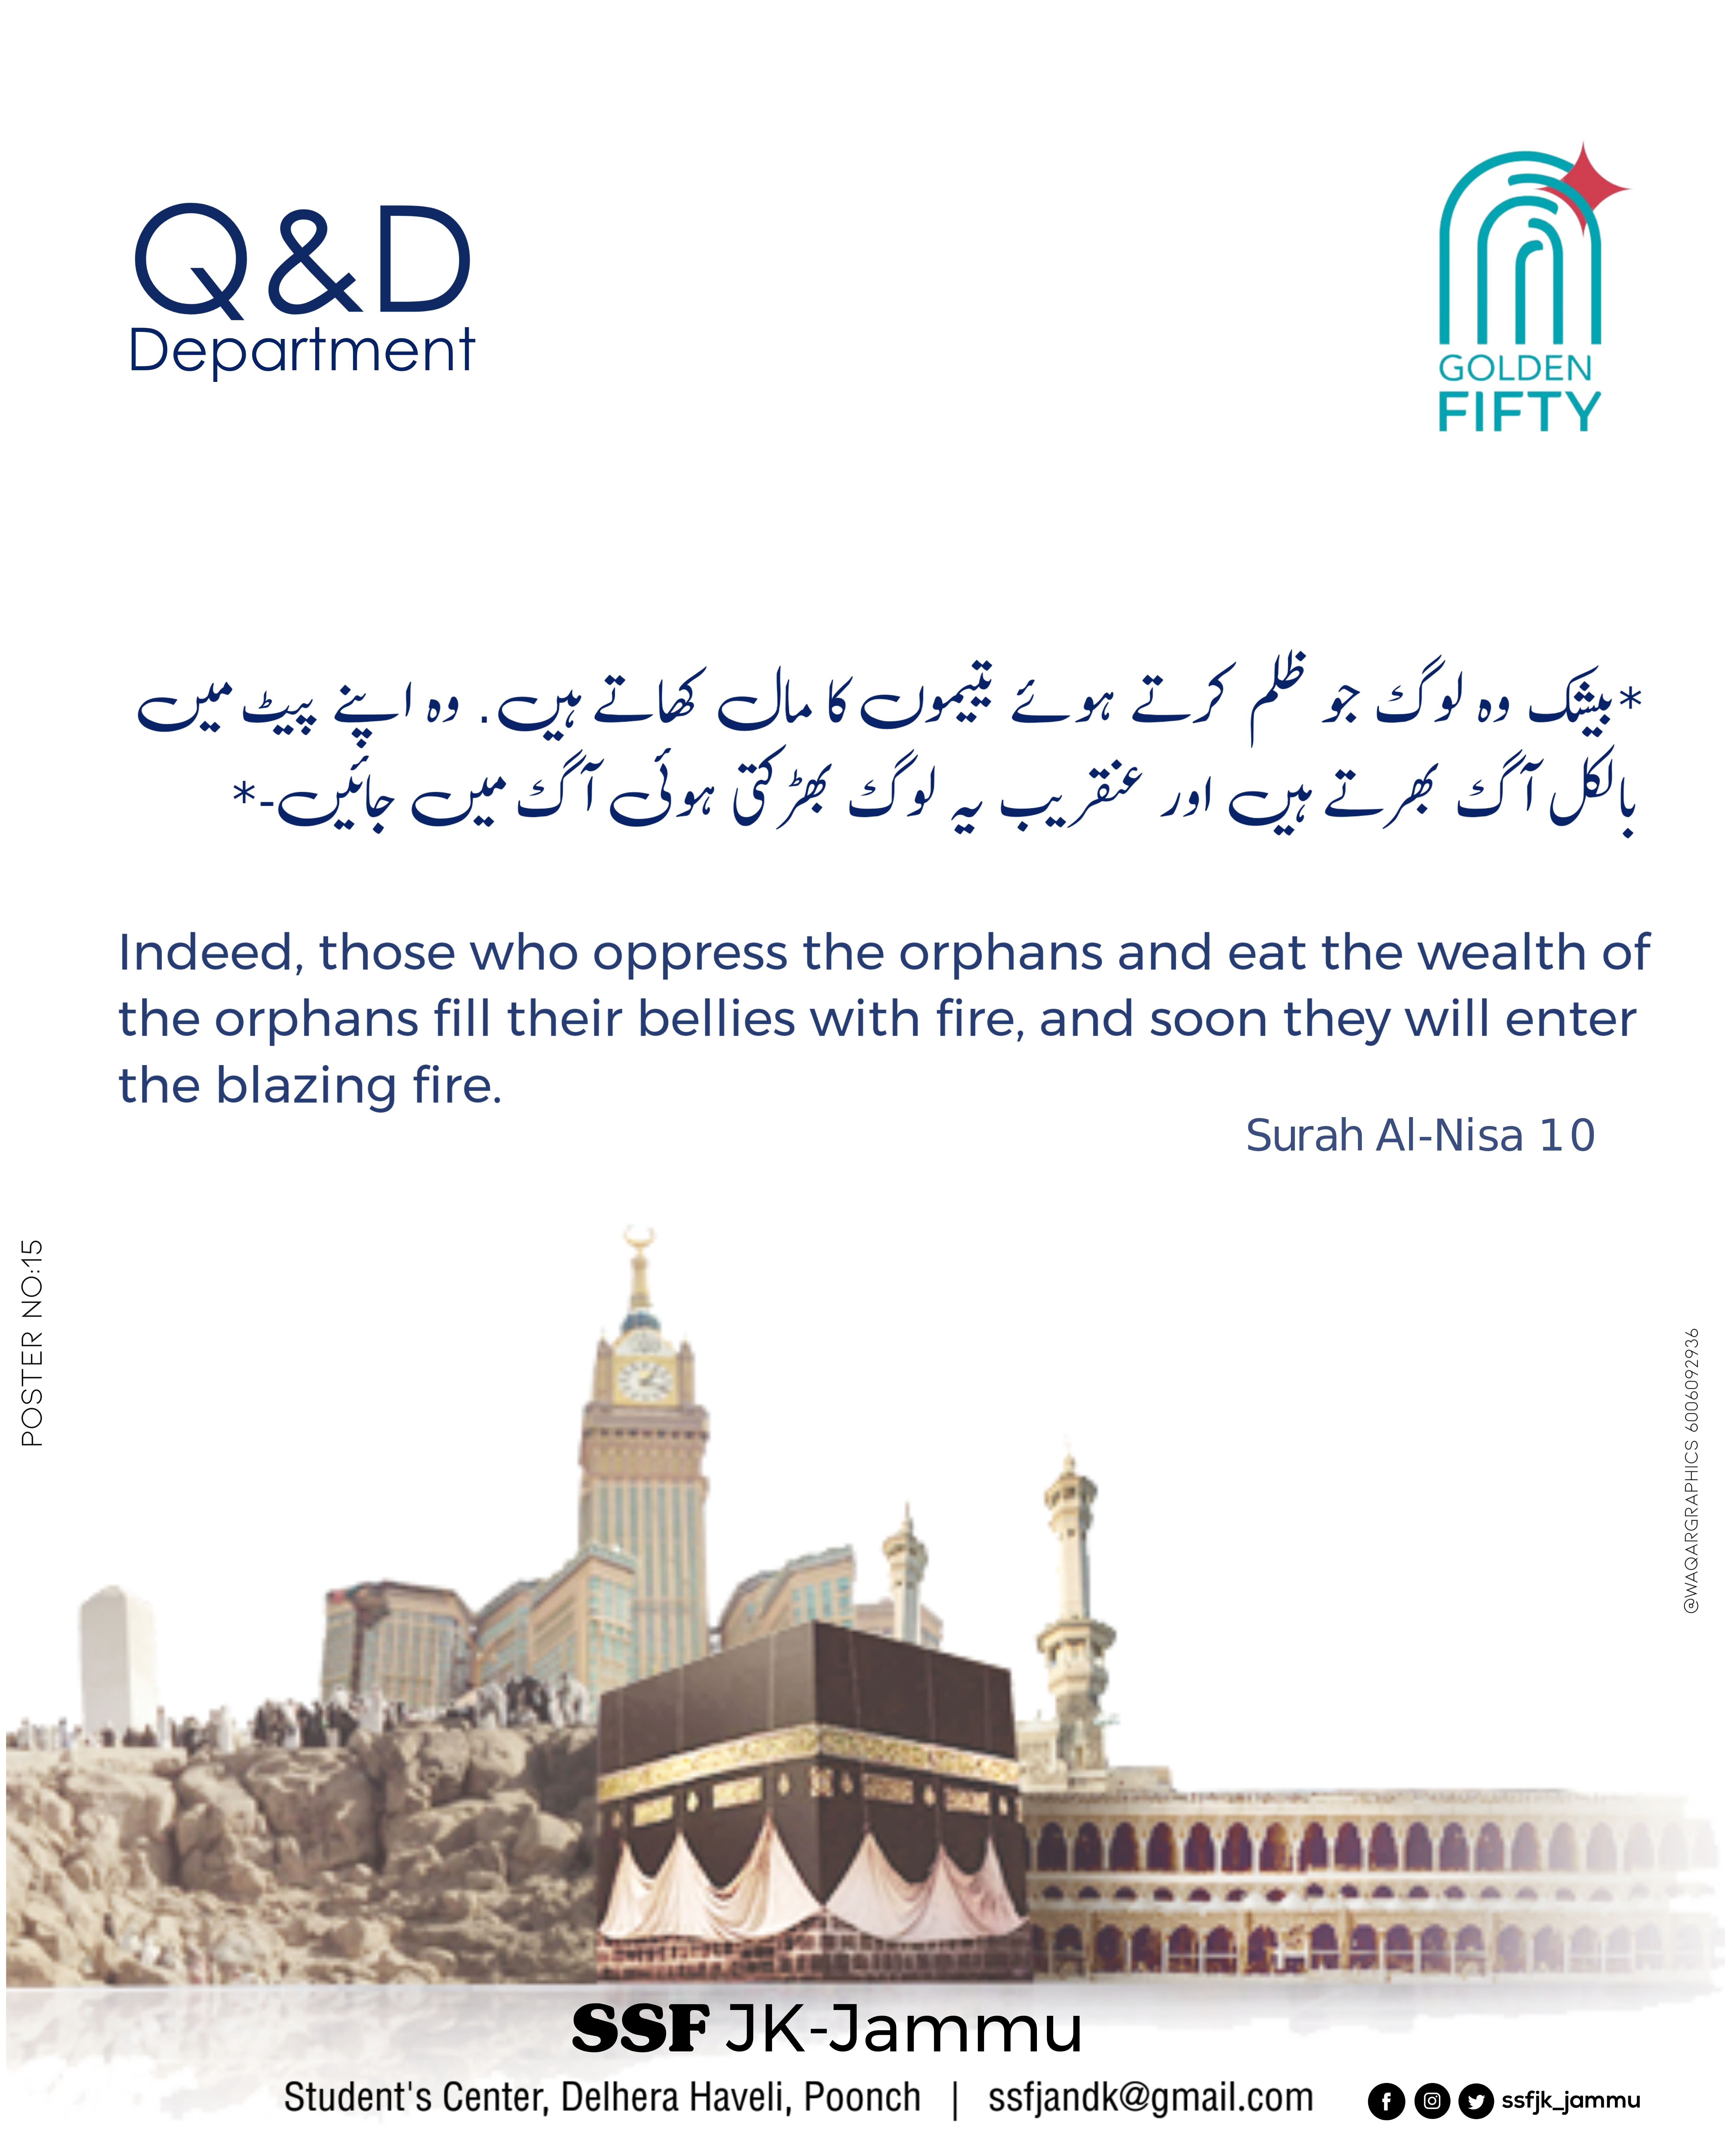 Q&D
Department
GOLDEN
FIFTY
*بیشک وہ لوگ جو ظلم کرتے ہوئے یتیموں کا مال کھاتے ہیں. وہ اپنے پیٹ میں
بالکل آگ بھرتے ہیں اور عنقریب یہ لوگ بھڑکتی ہوئی آگ میں جائیں-*
Indeed, those who oppress the orphans and eat the wealth of
the orphans fill their bellies with fire, and soon they will enter
the blazing fire.
Surah Al-Nisa 10
POSTER NO:15
@WAQARGRAPHICS 6006092936
SSF JK-Jammu
Student's Center, Delhera Haveli, Poonch | ssfjandk@gmail.com
ssfjk_jammu